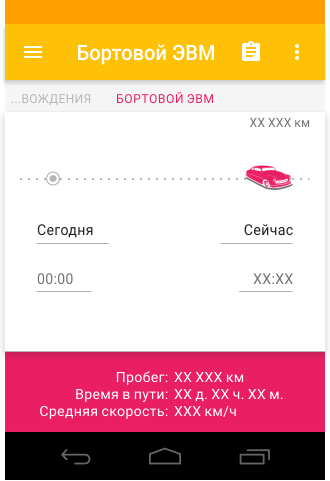 Бортовой ЭВМ
...ВОЖДЕНИЯ БОРТОВОЙ ЭВМ
XX XXX км
Сегодня Сейчас
00:00 XX:XX
Пробег: XX XXX км
Время в пути: XX д. XX ч. XX м.
Средняя скорость: XXX км/ч